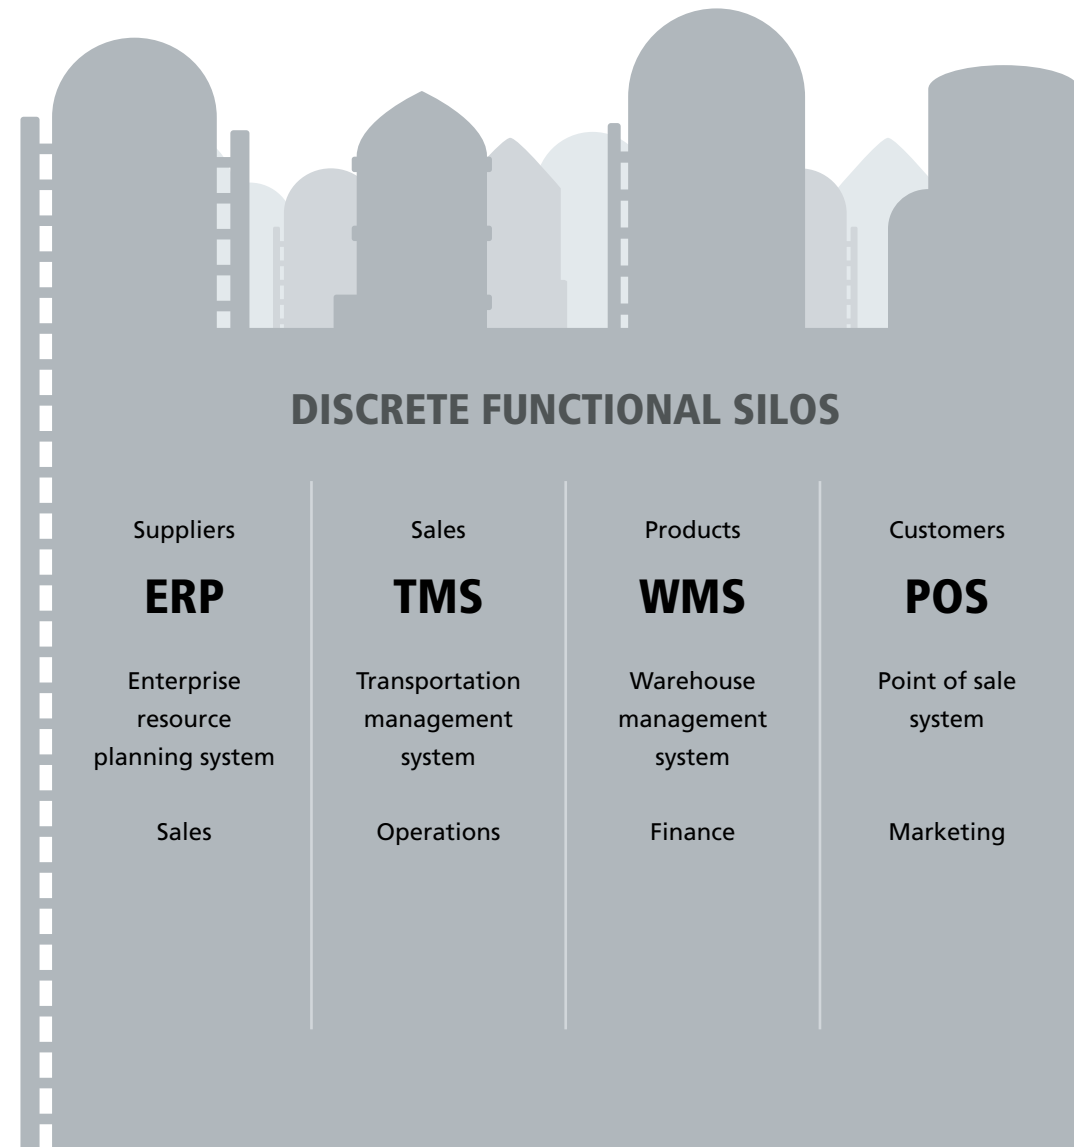 DISCRETE FUNCTIONAL SILOS
Suppliers
ERP
Enterprise
resource
planning system
Sales
Sales
TMS
Transportation
management
system
Operations
Products
WMS
Warehouse
management
system
Finance
Customers
POS
Point of sale
system
Marketing